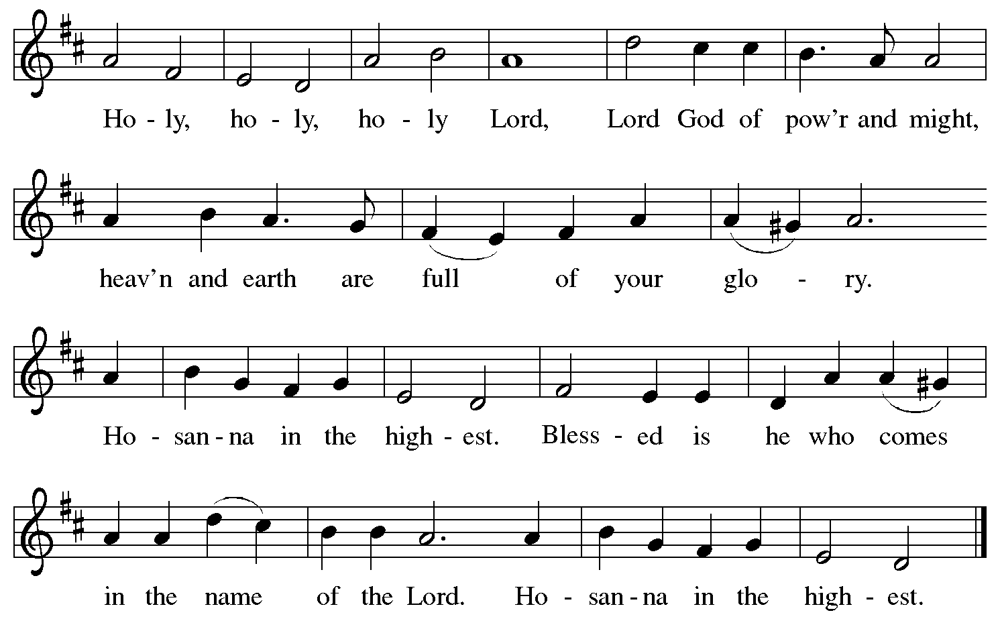 Ho - ly, ho - ly, ho - ly Lord, Lord God of pow'r and might,
heav'n and earth are full of your glo - ry.
Ho - san - na in the high - est. Bless - ed is he who comes
in the name of the Lord. Ho - san - na in the high - est.